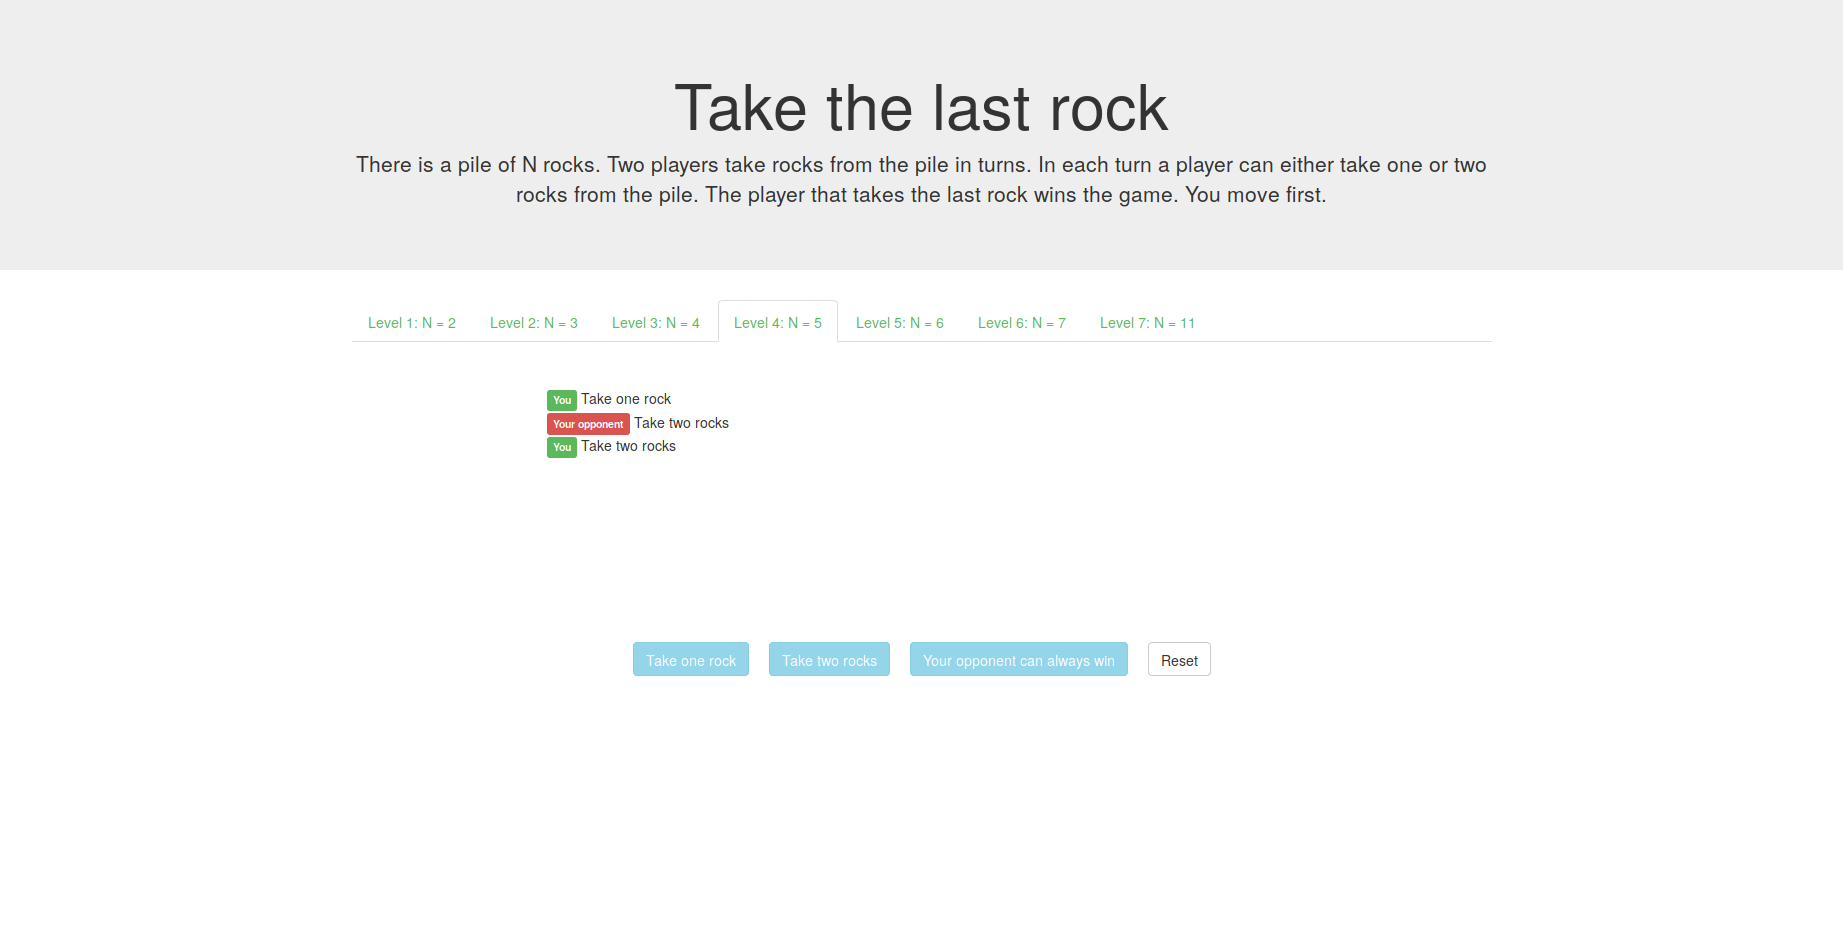 Take the last rock
There is a pile of N rocks. Two players take rocks from the pile in turns. In each turn a player can either take one or two
rocks from the pile. The player that takes the last rock wins the game. You move first.
Level 1: N = 2 Level 2: N = 3 Level 3: N = 4 Level 4: N = 5 Level 5: N = 6 Level 6: N = 7 Level 7: N = 11
You Take one rock
Your opponent Take two rocks
You Take two rocks
Take one rock Take two rocks Your opponent can always win Reset